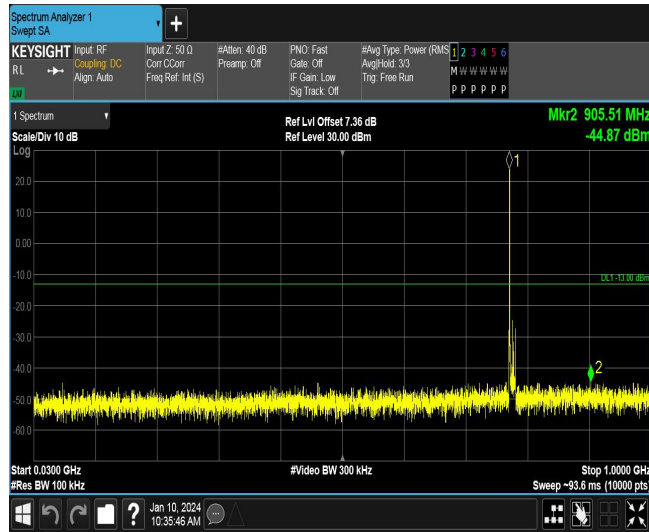 Spectrum Analyzer 1
Swept SA
+
KEYSIGHT
RL
LXI
Input: RF
Coupling: DC
Align: Auto
Input Z: 50 Ω
Corr CCorr
Freq Ref: Int (S)
#Atten: 40 dB
Preamp: Off
PNO: Fast
Gate: Off
IF Gain: Low
Sig Track: Off
#Avg Type: Power (RMS
Avg|Hold: 3/3
Trig: Free Run
1 2 3 4 5 6
M W W W W W
P P P P P P
1 Spectrum
Scale/Div 10 dB
Ref Lvl Offset 7.36 dB
Ref Level 30.00 dBm
Mkr2 905.51 MHz
-44.87 dBm
Log
1
20.0
10.0
0.00
-10.0
DL1 -13.00 dBm
-20.0
-30.0
-40.0
2
-50.0
-60.0
Start 0.0300 GHz
#Video BW 300 kHz
Stop 1.0000 GHz
#Res BW 100 kHz
Sweep ~93.6 ms (10000 pts)
?
Jan 10, 2024
10:35:46 AM